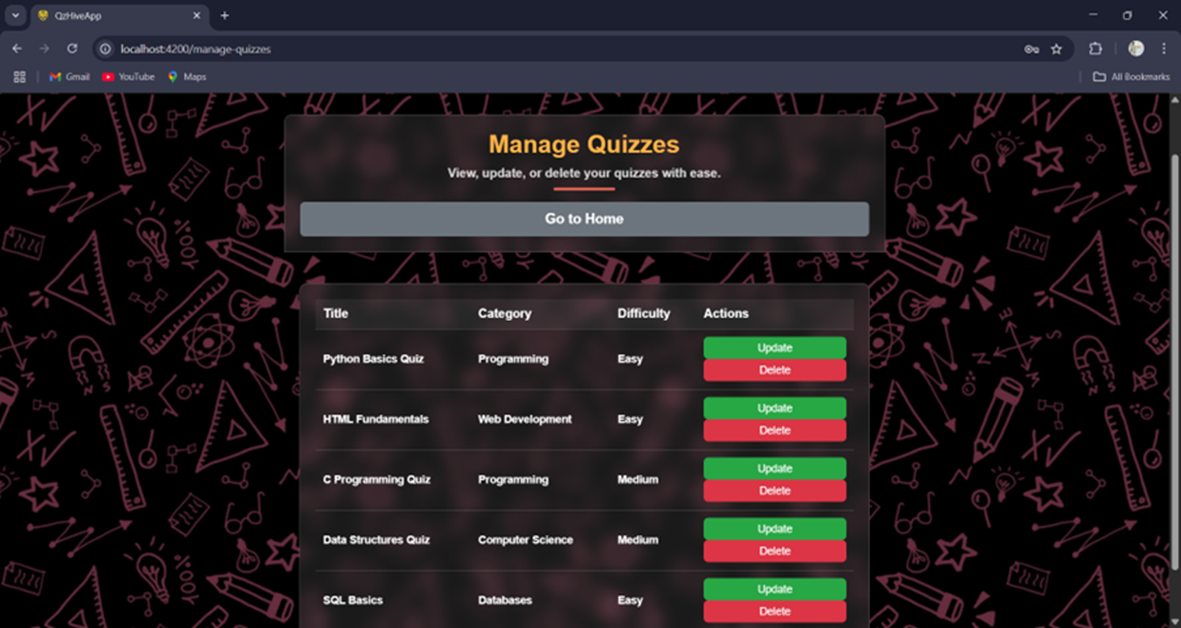 QzHiveApp
localhost:4200/manage-quizzes
Gmail YouTube Maps All Bookmarks
Manage Quizzes
View, update, or delete your quizzes with ease.
Go to Home
Title Category Difficulty Actions
Python Basics Quiz Programming Easy Update
Delete
HTML Fundamentals Web Development Easy Update
Delete
C Programming Quiz Programming Medium Update
Delete
Data Structures Quiz Computer Science Medium Update
Delete
SQL Basics Databases Easy Update
Delete